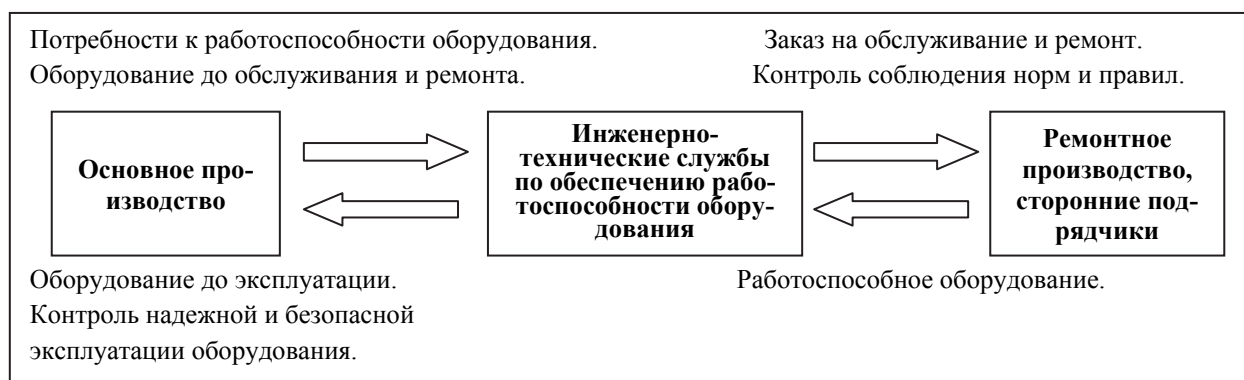 Потребности к работоспособности оборудования.
Заказ на обслуживание и ремонт.
Оборудование до обслуживания и ремонта.
Контроль соблюдения норм и правил.
Основное про-
изводство
Инженерно-
технические службы
по обеспечению рабо-
тоспособности обору-
дования
Ремонтное
производство,
сторонние под-
рядчики
Оборудование до эксплуатации.
Работоспособное оборудование.
Контроль надежной и безопасной
эксплуатации оборудования.